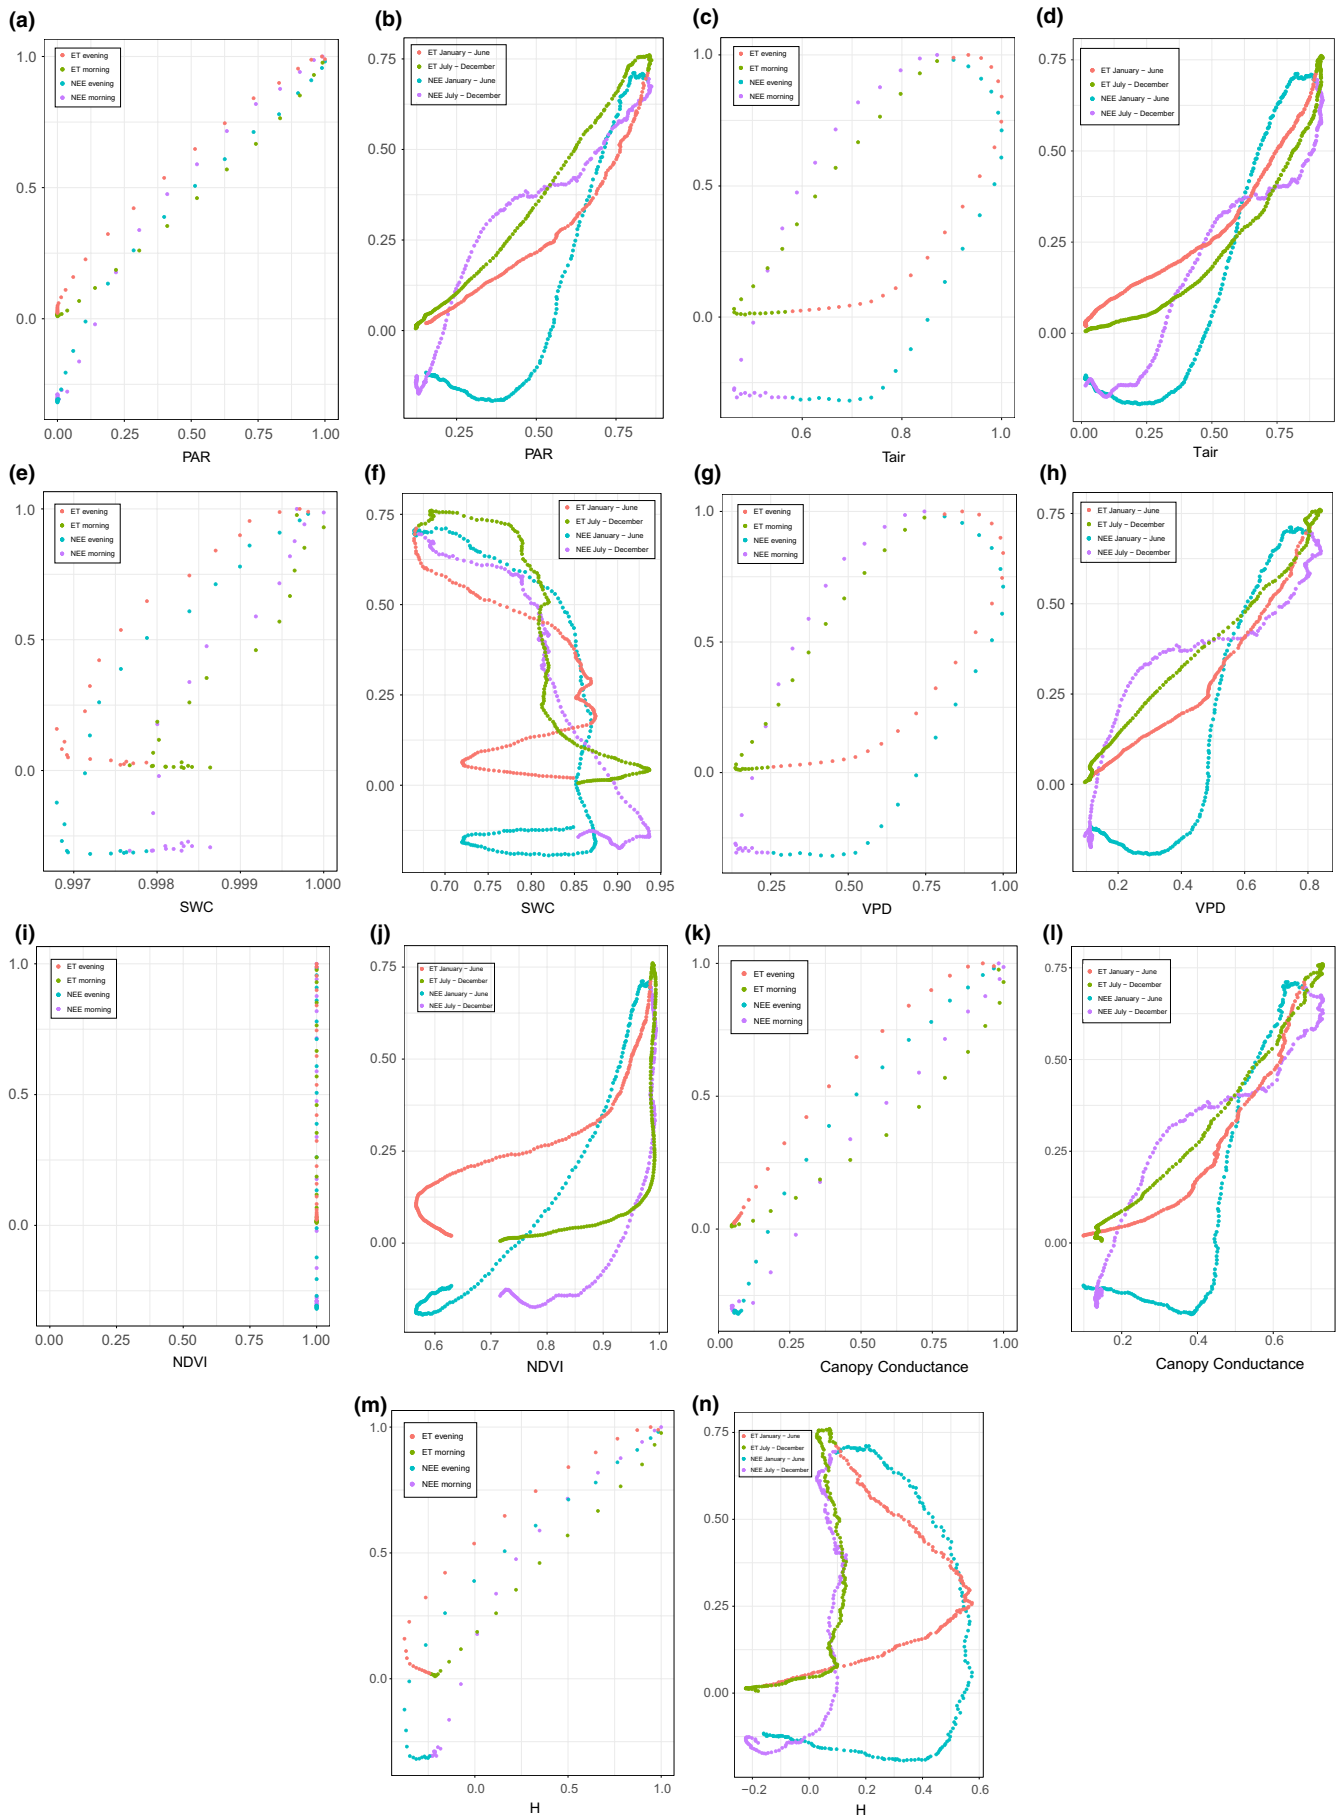 (a)
ET evening
ET morning
NEE evening
NEE morning
1.0
0.5
0.0
0.00 0.25 0.50 0.75 1.00
PAR
(b)
ET January – June
ET July – December
NEE January – June
NEE July – December
0.75
0.50
0.25
0.00
0.25 0.50 0.75
PAR
(c)
ET evening
ET morning
NEE evening
NEE morning
1.0
0.5
0.0
0.6 0.8 1.0
Tair
(d)
ET January – June
ET July – December
NEE January – June
NEE July – December
0.75
0.50
0.25
0.00
0.00 0.25 0.50 0.75
Tair
(e)
ET evening
ET morning
NEE evening
NEE morning
1.0
0.5
0.0
0.997 0.998 0.999 1.000
SWC
(f)
ET January – June
ET July – December
NEE January – June
NEE July – December
0.75
0.50
0.25
0.00
0.70 0.75 0.80 0.85 0.90 0.95
SWC
(g)
ET evening
ET morning
NEE evening
NEE morning
1.0
0.5
0.0
0.25 0.50 0.75 1.00
VPD
(h)
ET January – June
ET July – December
NEE January – June
NEE July – December
0.75
0.50
0.25
0.00
0.2 0.4 0.6 0.8
VPD
(i)
ET evening
ET morning
NEE evening
NEE morning
1.0
0.5
0.0
0.00 0.25 0.50 0.75 1.00
NDVI
(j)
ET January – June
ET July – December
NEE January – June
NEE July – December
0.75
0.50
0.25
0.00
0.6 0.7 0.8 0.9 1.0
NDVI
(k)
ET evening
ET morning
NEE evening
NEE morning
1.0
0.5
0.0
0.00 0.25 0.50 0.75 1.00
Canopy Conductance
(l)
ET January – June
ET July – December
NEE January – June
NEE July – December
0.75
0.50
0.25
0.00
0.2 0.4 0.6
Canopy Conductance
(m)
ET evening
ET morning
NEE evening
NEE morning
1.0
0.5
0.0
0.0 0.5 1.0
H
(n)
ET January – June
ET July – December
NEE January – June
NEE July – December
0.75
0.50
0.25
0.00
−0.2 0.0 0.2 0.4 0.6
H